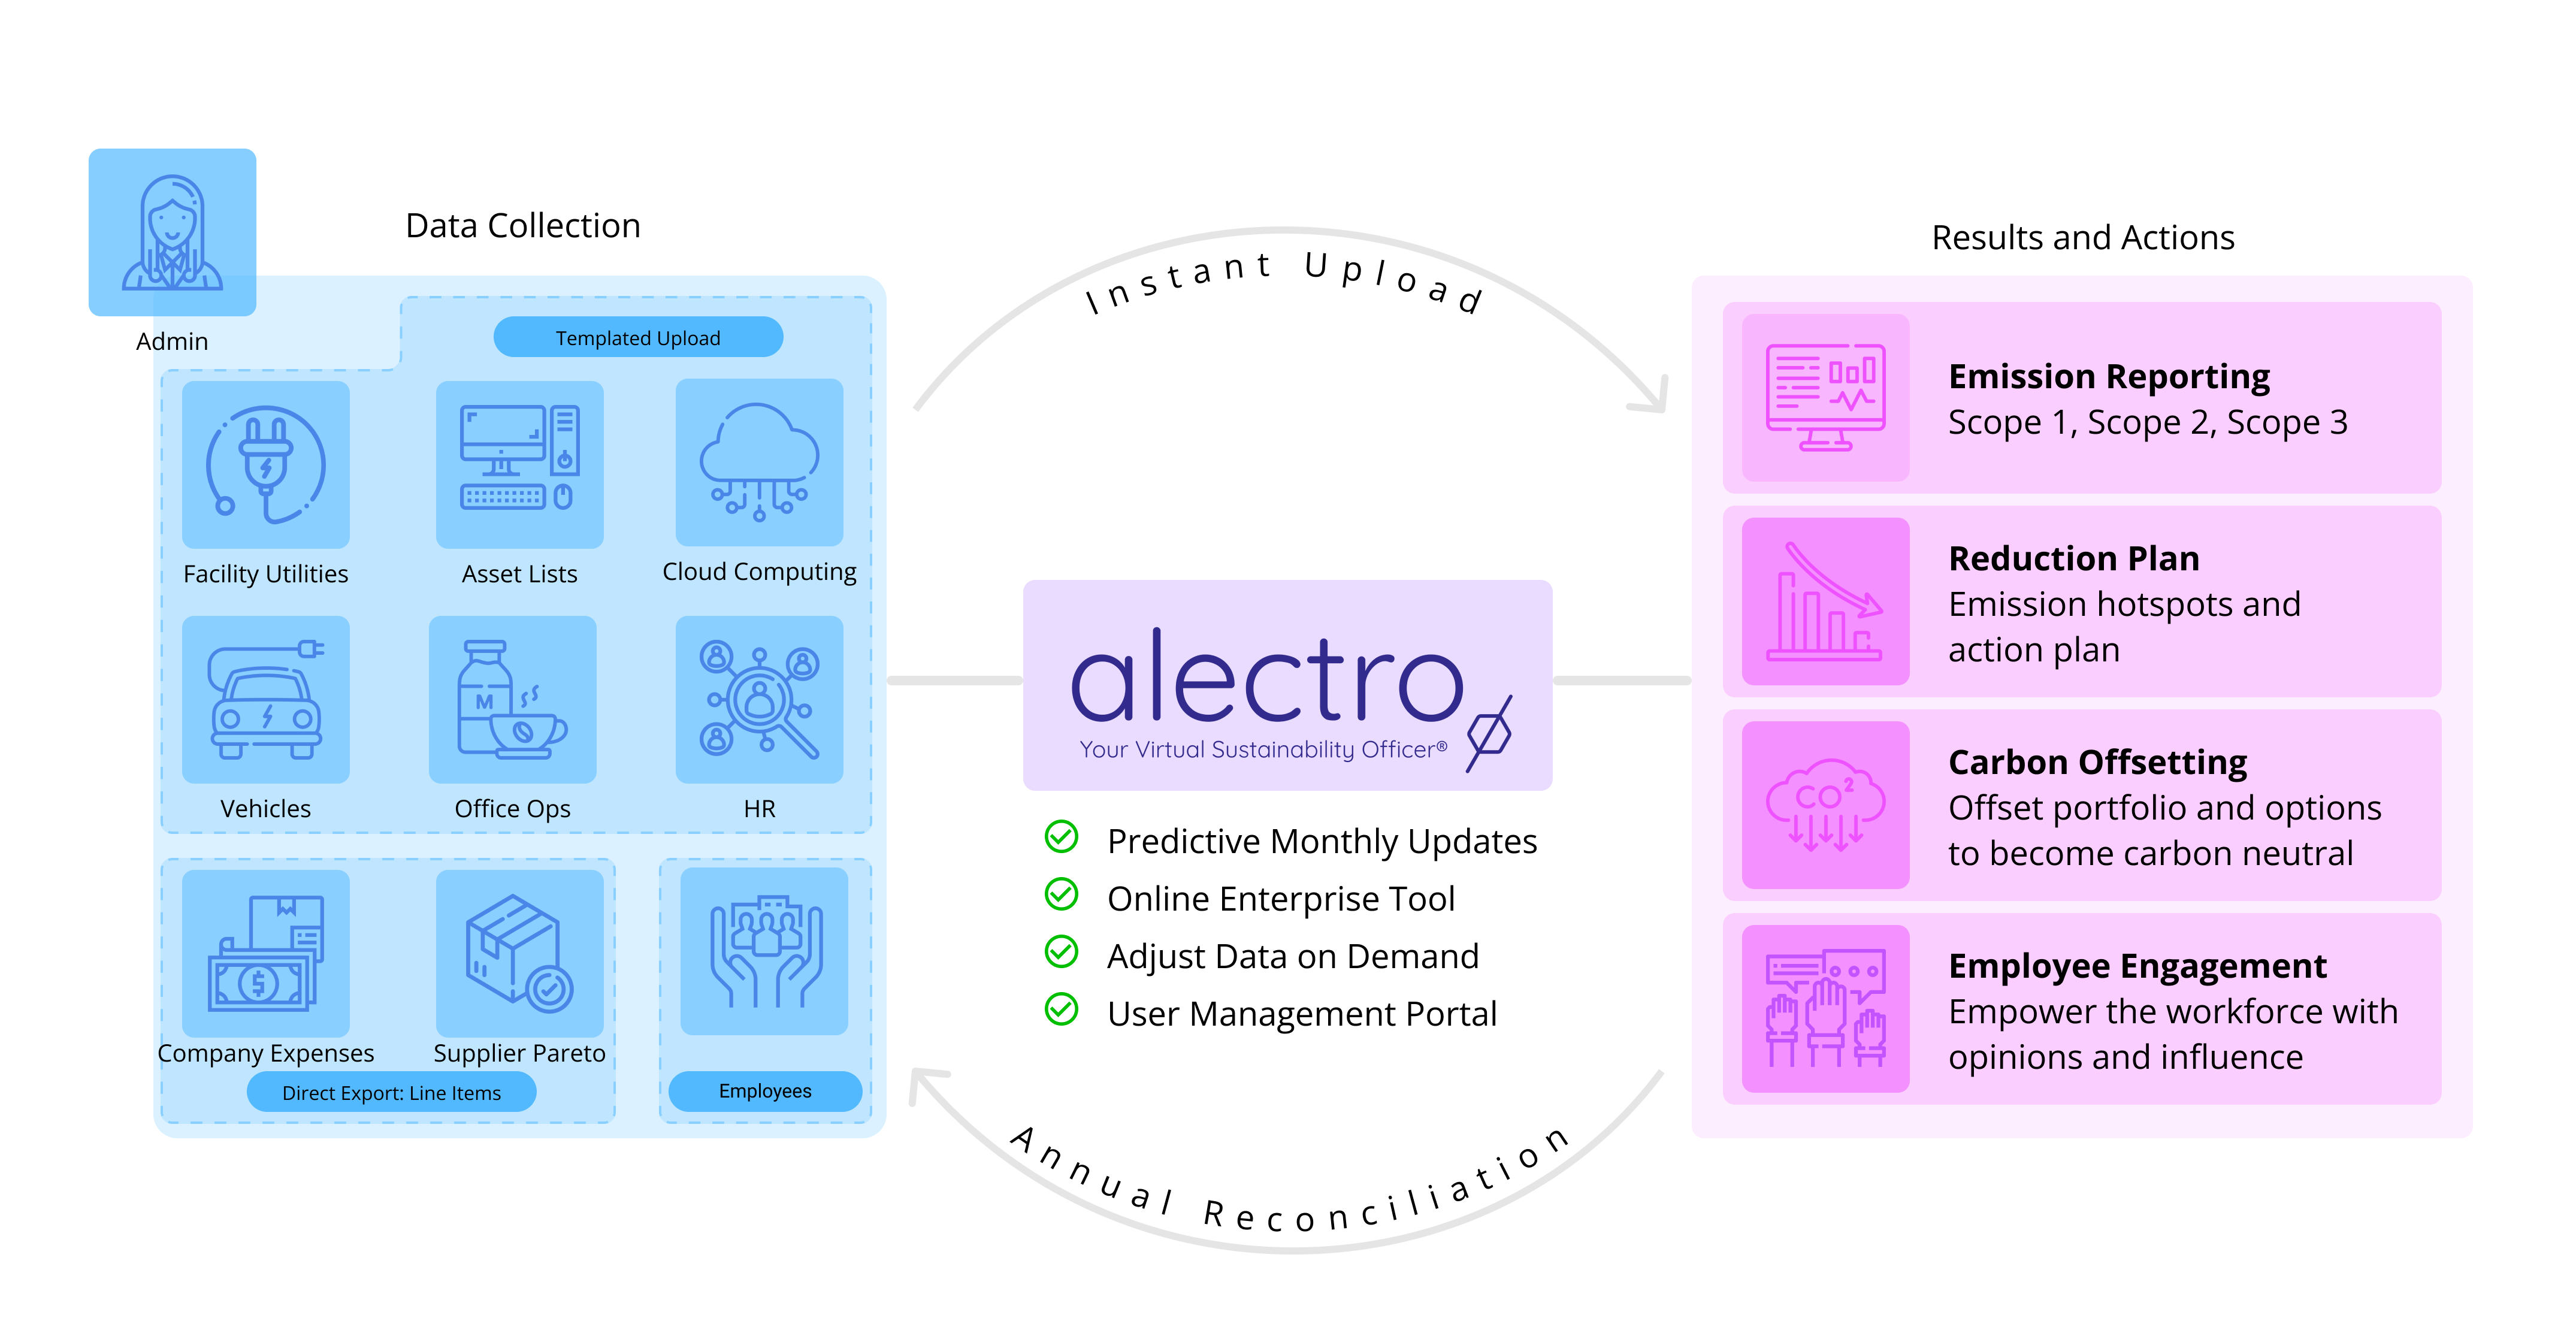 Data Collection
Admin
Templated Upload
Facility Utilities
Asset Lists
Cloud Computing
Vehicles
M
Office Ops
HR
$
Company Expenses
Supplier Pareto
Direct Export: Line Items
Employees
Instant Upload
alectro
Your Virtual Sustainability Officer®
Predictive Monthly Updates
Online Enterprise Tool
Adjust Data on Demand
User Management Portal
Annual Reconciliation
Results and Actions
Emission Reporting
Scope 1, Scope 2, Scope 3
Reduction Plan
Emission hotspots and
action plan
CO²
Carbon Offsetting
Offset portfolio and options
to become carbon neutral
Employee Engagement
Empower the workforce with
opinions and influence